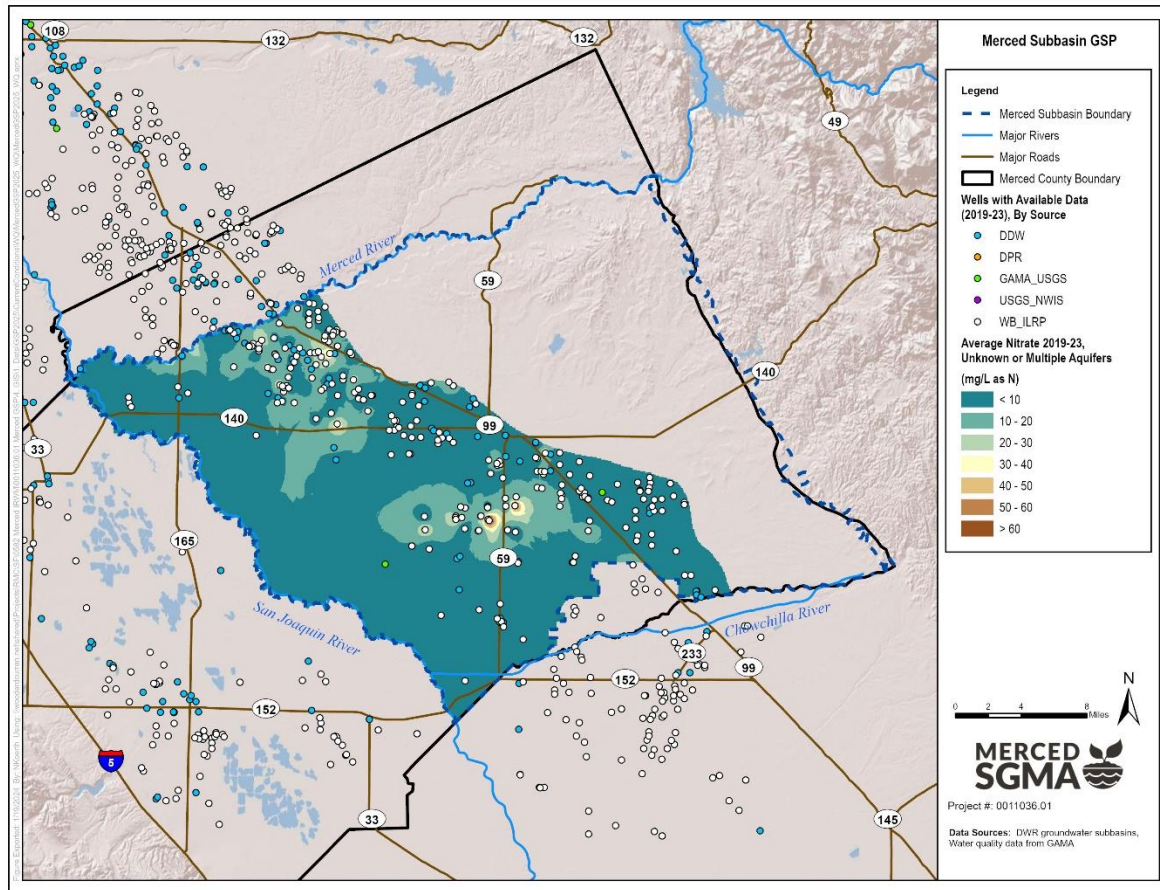 108
132
132
49
Merced River
59
140
140
99
33
165
59
San Joaquin River
Chowchilla River
233
99
152
152
5
33
145
Merced Subbasin GSP
Legend
Merced Subbasin Boundary
Major Rivers
Major Roads
Merced County Boundary
Wells with Available Data
(2019-23), By Source
DDW
DPR
GAMA_USGS
USGS_NWIS
WB_ILRP
Average Nitrate 2019-23,
Unknown or Multiple Aquifers
(mg/L as N)
< 10
10 - 20
20 - 30
30 - 40
40 - 50
50 - 60
> 60
N
0 2 4 8
Miles
MERCED
SGMA
Project #: 0011036.01
Data Sources: DWR groundwater subbasins,
Water quality data from GAMA